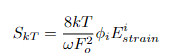 $$S_{kT} = \frac{8kT}{\omega F_o^2} \phi_i E^i_{strain}$$